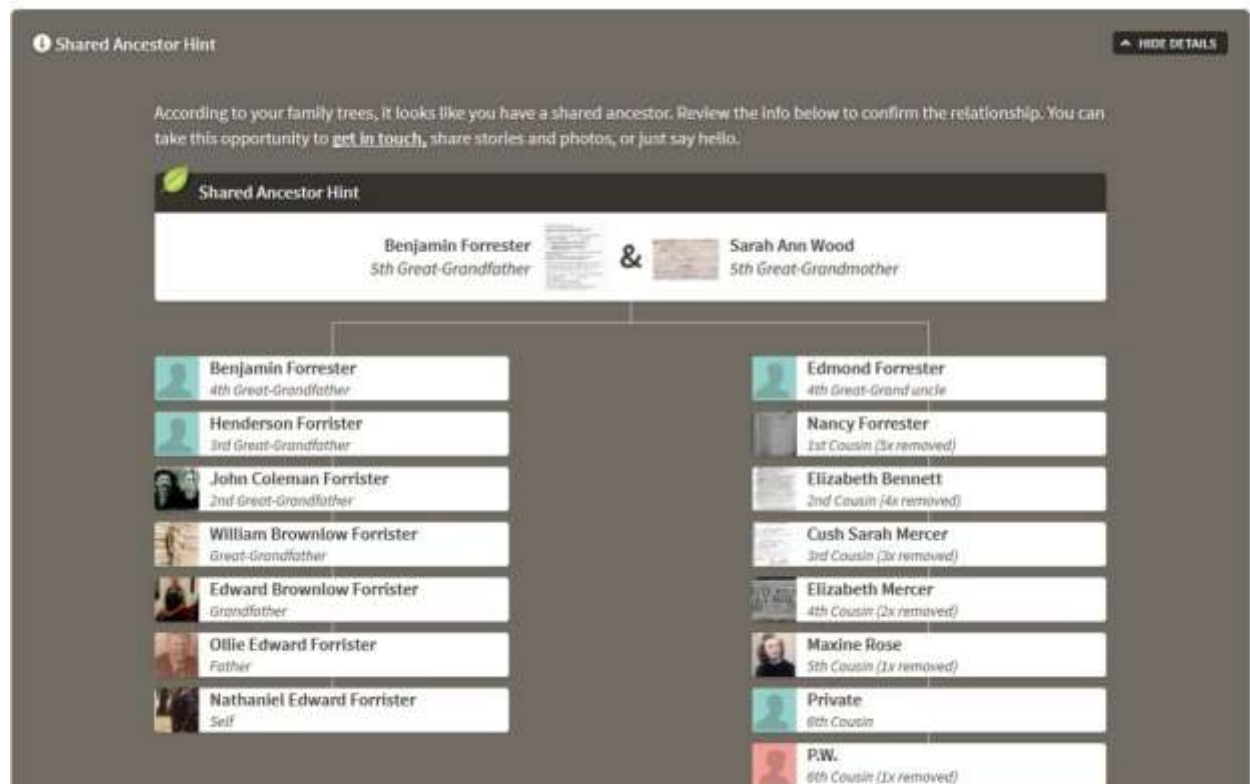 Shared Ancestor Hint
HIDE DETAILS
According to your family trees, it looks like you have a shared ancestor. Review the info below to confirm the relationship. You can
take this opportunity to get in touch, share stories and photos, or just say hello.
Shared Ancestor Hint
Benjamin Forrester
5th Great-Grandfather
&
Sarah Ann Wood
5th Great-Grandmother
Benjamin Forrester
4th Great-Grandfather
Henderson Forrister
3rd Great-Grandfather
John Coleman Forrister
2nd Great-Grandfather
William Brownlow Forrister
Great-Grandfather
Edward Brownlow Forrister
Grandfather
Ollie Edward Forrister
Father
Nathaniel Edward Forrister
Self
Edmond Forrester
4th Great-Grand uncle
Nancy Forrester
1st Cousin (5x removed)
Elizabeth Bennett
2nd Cousin (4x removed)
Cush Sarah Mercer
3rd Cousin (3x removed)
Elizabeth Mercer
4th Cousin (2x removed)
Maxine Rose
5th Cousin (1x removed)
Private
6th Cousin
P.W.
6th Cousin (1x removed)